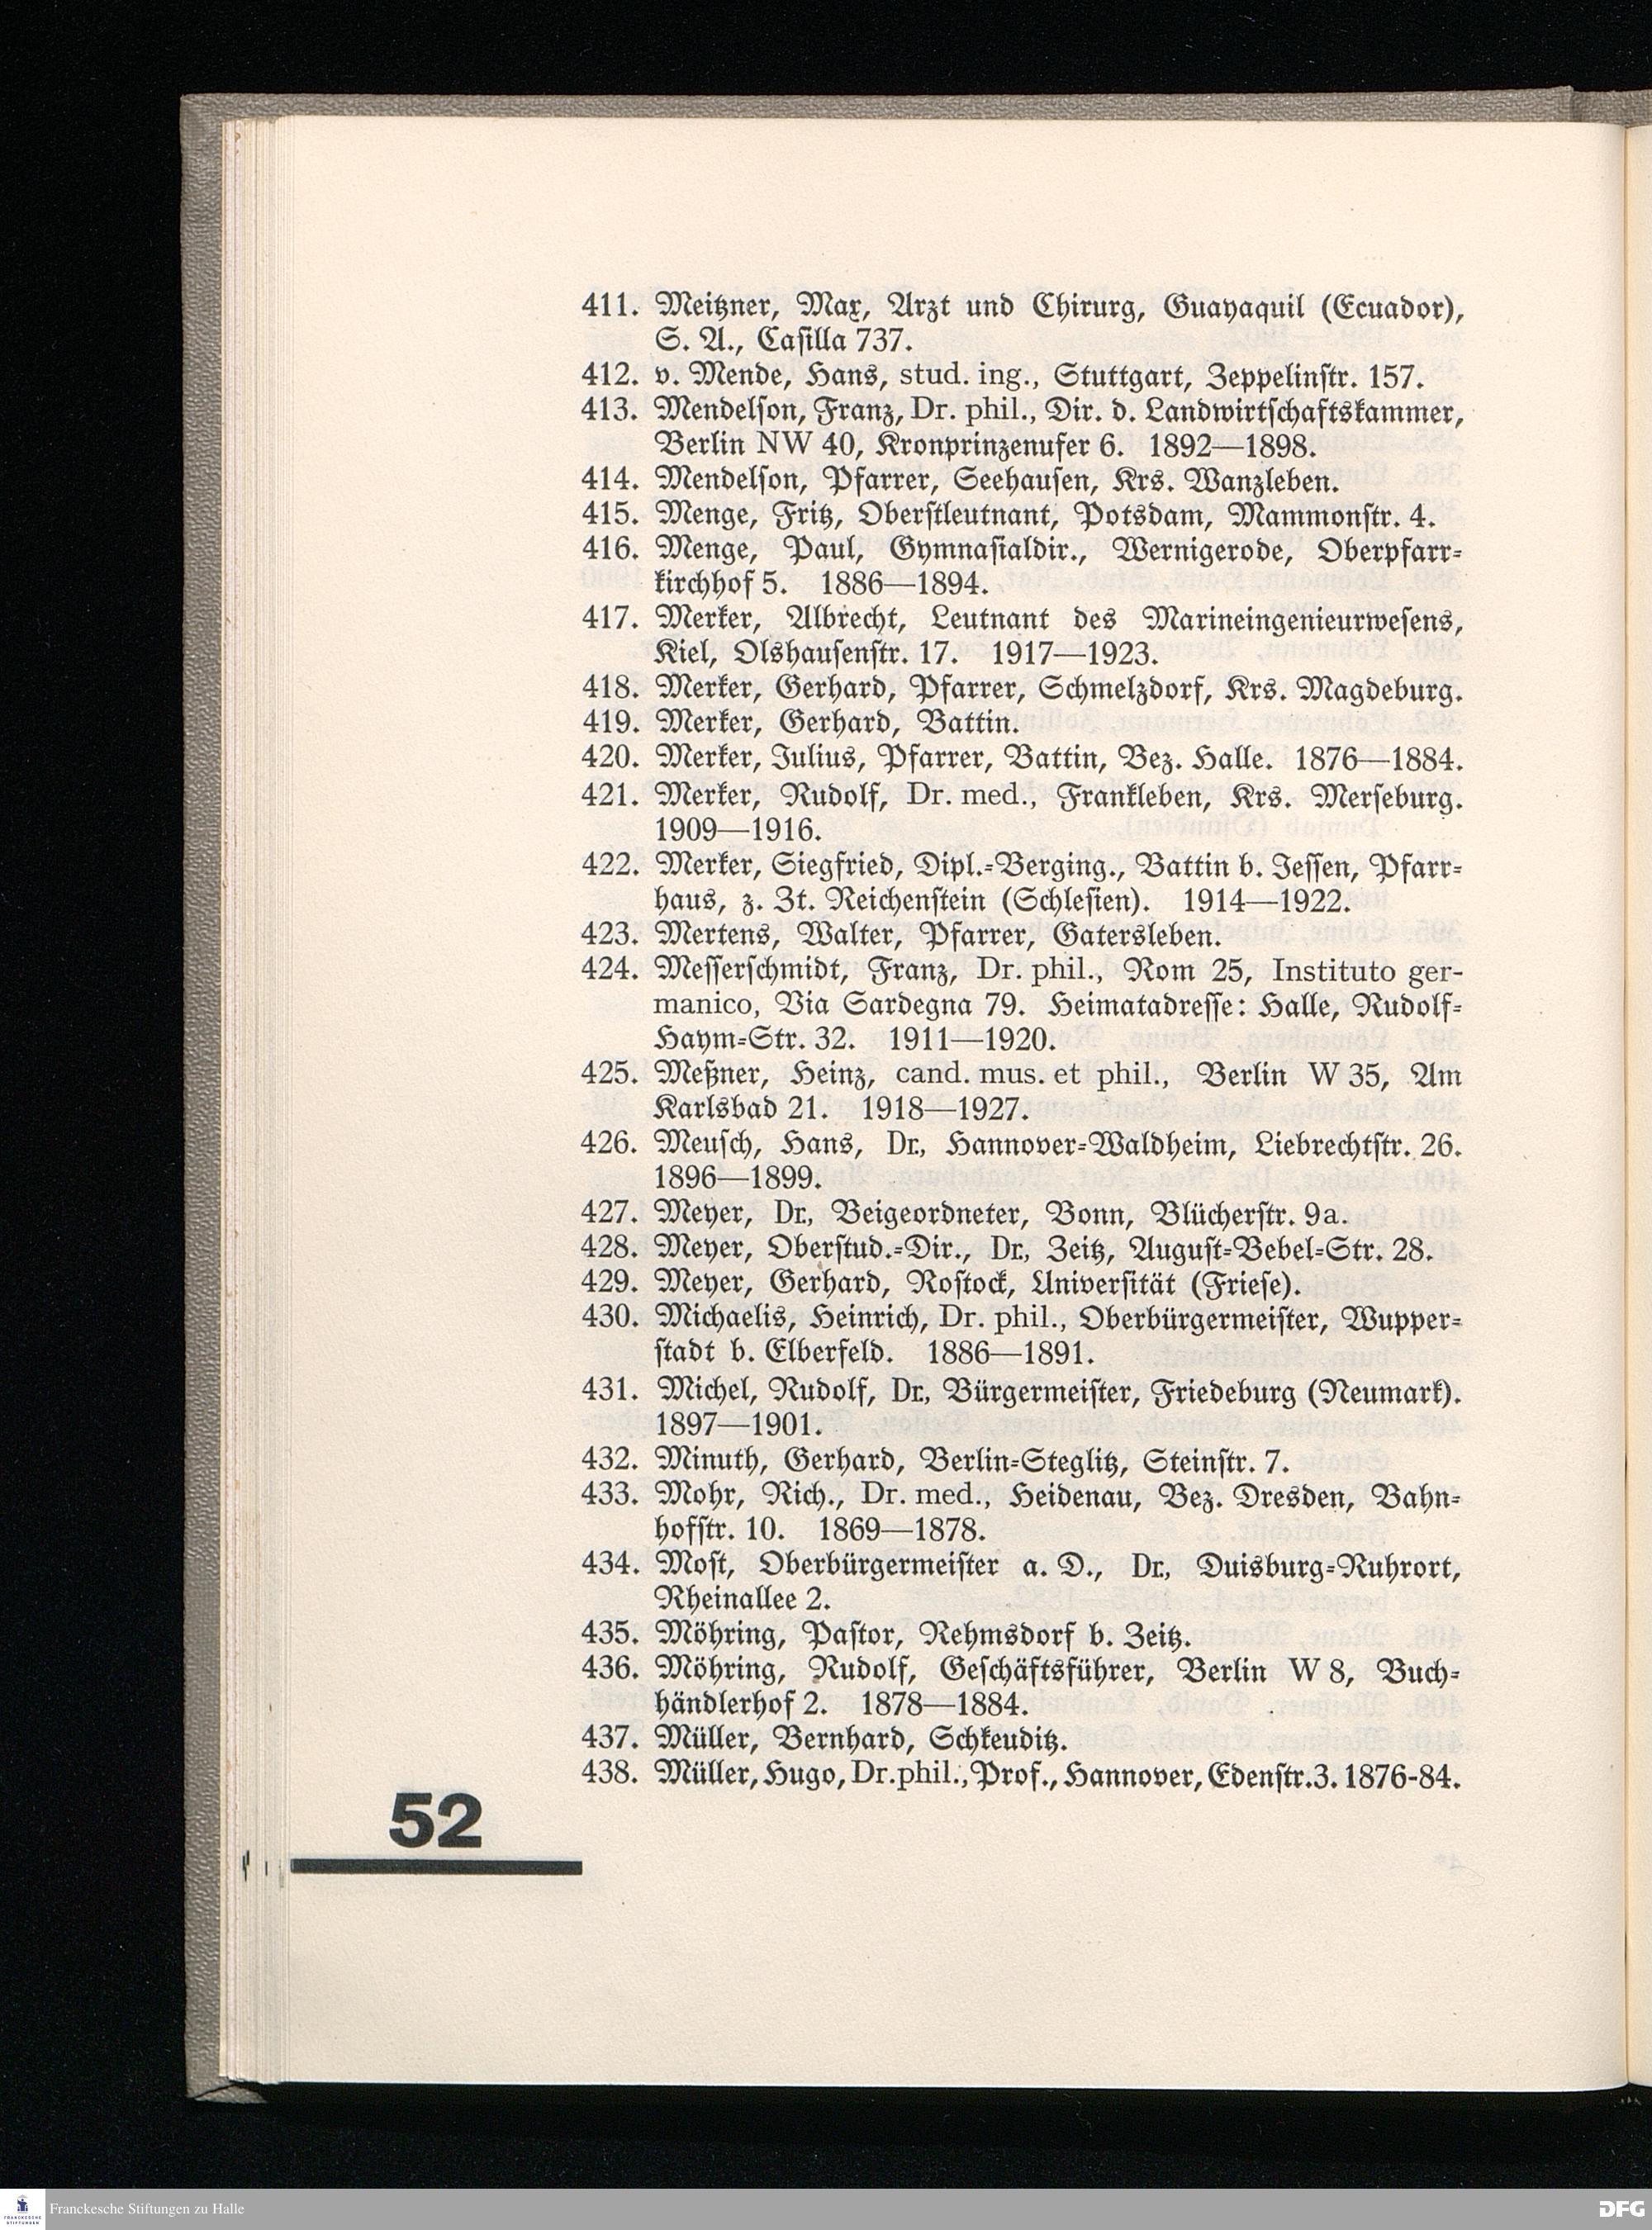 411. Meitzner, Max, Arzt und Chirurg, Guayaquil (Ecuador),
S. A., Casilla 737.
412. v. Mende, Hans, stud. ing., Stuttgart, Zeppelinstr. 157.
413. Mendelson, Franz, Dr. phil., Dir. d. Landwirtschaftskammer,
Berlin NW 40, Kronprinzenufer 6. 1892—1898.
414. Mendelson, Pfarrer, Seehausen, Krs. Wanzleben.
415. Menge, Fritz, Oberstleutnant, Potsdam, Mammonstr. 4.
416. Menge, Paul, Gymnasialdir., Wernigerode, Oberpfarr-
kirchhof 5. 1886—1894.
417. Merker, Albrecht, Leutnant des Marineingenieurwesens,
Kiel, Olshausenstr. 17. 1917—1923.
418. Merker, Gerhard, Pfarrer, Schmelzdorf, Krs. Magdeburg.
419. Merker, Gerhard, Battin.
420. Merker, Julius, Pfarrer, Battin, Bez. Halle. 1876—1884.
421. Merker, Rudolf, Dr. med., Frankleben, Krs. Merseburg.
1909—1916.
422. Merker, Siegfried, Dipl.-Berging., Battin b. Jessen, Pfarr-
haus, z. Zt. Reichenstein (Schlesien). 1914—1922.
423. Mertens, Walter, Pfarrer, Gatersleben.
424. Messerschmidt, Franz, Dr. phil., Rom 25, Instituto ger-
manico, Via Sardegna 79. Heimatadresse: Halle, Rudolf-
Haym-Str. 32. 1911—1920.
425. Meßner, Heinz, cand. mus. et phil., Berlin W 35, Am
Karlsbad 21. 1918—1927.
426. Meusch, Hans, Dr., Hannover-Waldheim, Liebrechtstr. 26.
1896—1899.
427. Meyer, Dr., Beigeordneter, Bonn, Blücherstr. 9a.
428. Meyer, Oberstud.-Dir., Dr., Zeitz, August-Bebel-Str. 28.
429. Meyer, Gerhard, Rostock, Universität (Friese).
430. Michaelis, Heinrich, Dr. phil., Oberbürgermeister, Wupper-
stadt b. Elberfeld. 1886—1891.
431. Michel, Rudolf, Dr., Bürgermeister, Friedeburg (Neumark).
1897—1901.
432. Minuth, Gerhard, Berlin-Steglitz, Steinstr. 7.
433. Mohr, Rich., Dr. med., Heidenau, Bez. Dresden, Bahn-
hofstr. 10. 1869—1878.
434. Most, Oberbürgermeister a. D., Dr., Duisburg-Ruhrort,
Rheinallee 2.
435. Möhring, Pastor, Rehmsdorf b. Zeitz.
436. Möhring, Rudolf, Geschäftsführer, Berlin W 8, Buch-
händlerhof 2. 1878—1884.
437. Müller, Bernhard, Schkeuditz.
438. Müller, Hugo, Dr. phil., Prof., Hannover, Edenstr. 3. 1876-84.
52
Franckesche Stiftungen zu Halle
DFG